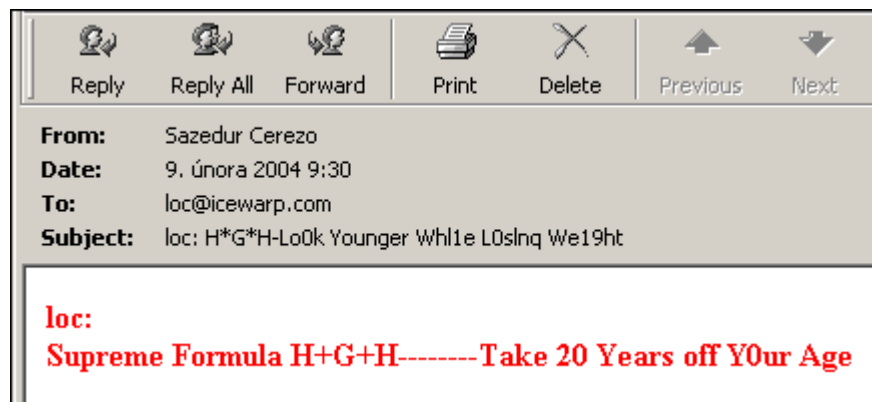 Reply Reply All Forward Print Delete Previous Next
From: Sazedur Cerezo
Date: 9. února 2004 9:30
To: loc@icewarp.com
Subject: loc: H*G*H-Lo0k Younger Whl1e L0slnq We19ht
loc:
Supreme Formula H+G+H--------Take 20 Years off Y0ur Age